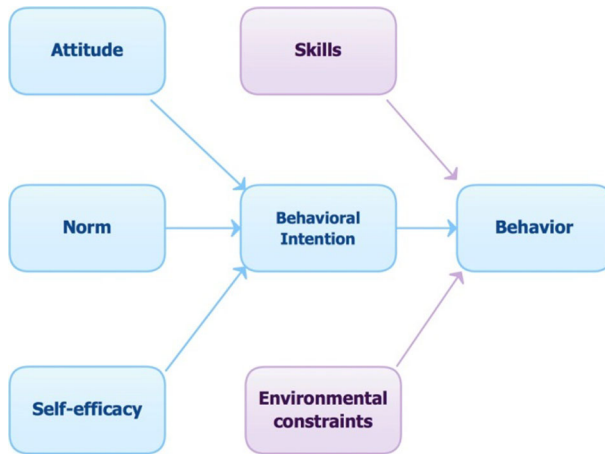 Attitude
Skills
Norm
Behavioral
Intention
Behavior
Self-efficacy
Environmental
constraints